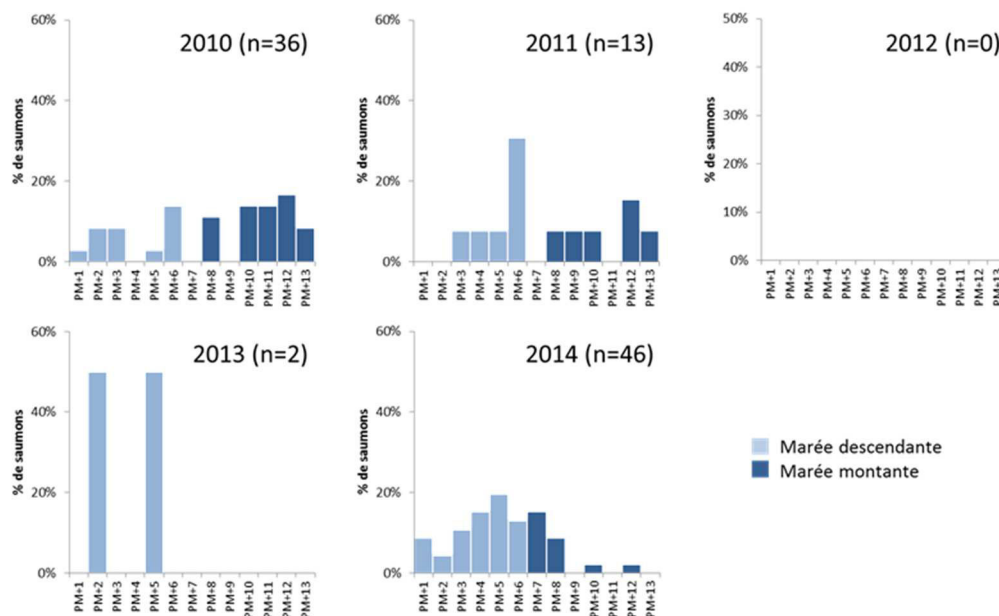 2010 (n=36)
% de saumons
60%
40%
20%
0%
PM+1 PM+2 PM+3 PM+4 PM+5 PM+6 PM+7 PM+8 PM+9 PM+10 PM+11 PM+12 PM+13
2011 (n=13)
% de saumons
60%
40%
20%
0%
PM+1 PM+2 PM+3 PM+4 PM+5 PM+6 PM+7 PM+8 PM+9 PM+10 PM+11 PM+12 PM+13
2012 (n=0)
% de saumons
50%
40%
30%
20%
10%
0%
PM+1 PM+2 PM+3 PM+4 PM+5 PM+6 PM+7 PM+8 PM+9 PM+10 PM+11 PM+12 PM+13
2013 (n=2)
% de saumons
60%
40%
20%
0%
PM+1 PM+2 PM+3 PM+4 PM+5 PM+6 PM+7 PM+8 PM+9 PM+10 PM+11 PM+12 PM+13
2014 (n=46)
% de saumons
60%
40%
20%
0%
PM+1 PM+2 PM+3 PM+4 PM+5 PM+6 PM+7 PM+8 PM+9 PM+10 PM+11 PM+12 PM+13
Marée descendante
Marée montante